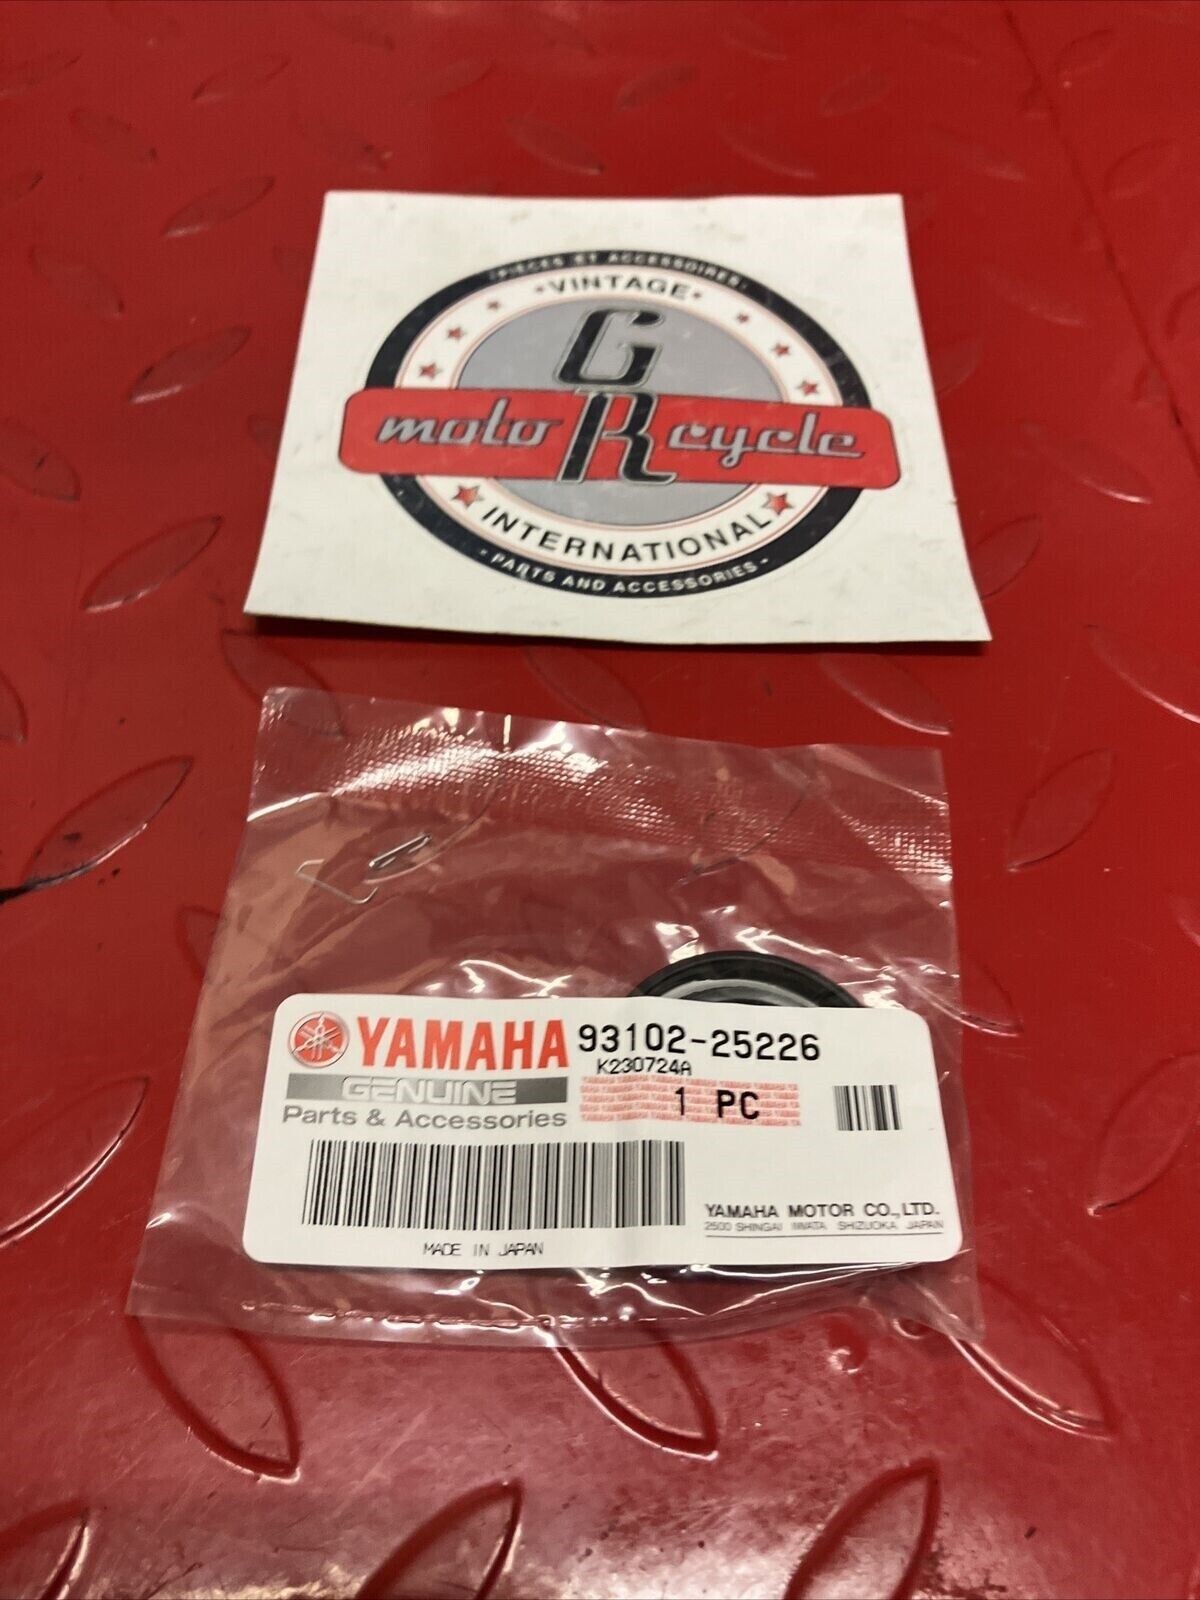 • PIÈCES ET ACCESSOIRES •
• VINTAGE •
G
moto R cycle
INTERNATIONAL
• PARTS AND ACCESSORIES •
YAMAHA 93102-25226
K230724A
GENUINE
1 PC
Parts & Accessories
YAMAHA MOTOR CO.,LTD.
2500 SHINGAI IWATA SHIZUOKA JAPAN
MADE IN JAPAN